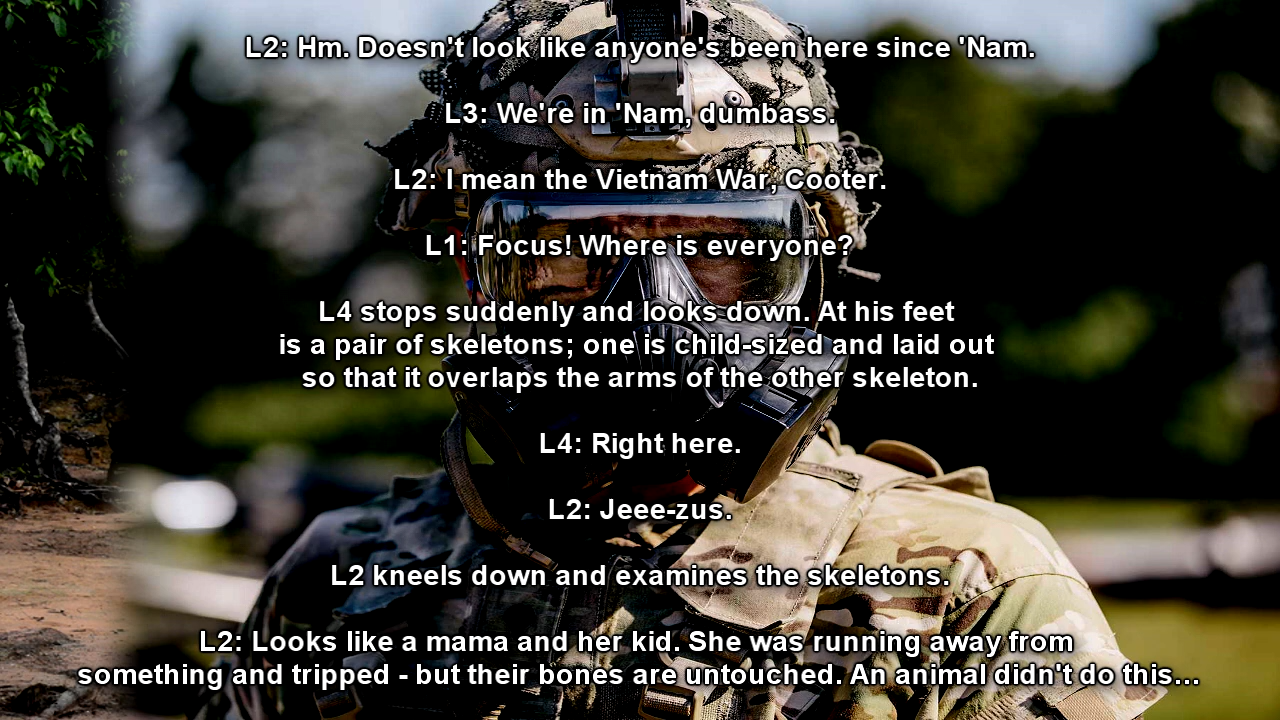 L2: Hm. Doesn't look like anyone's been here since 'Nam.
L3: We're in 'Nam, dumbass.
L2: I mean the Vietnam War, Cooter.
L1: Focus! Where is everyone?
L4 stops suddenly and looks down. At his feet
is a pair of skeletons; one is child-sized and laid out
so that it overlaps the arms of the other skeleton.
L4: Right here.
L2: Jeee-zus.
L2 kneels down and examines the skeletons.
L2: Looks like a mama and her kid. She was running away from
something and tripped - but their bones are untouched. An animal didn't do this...